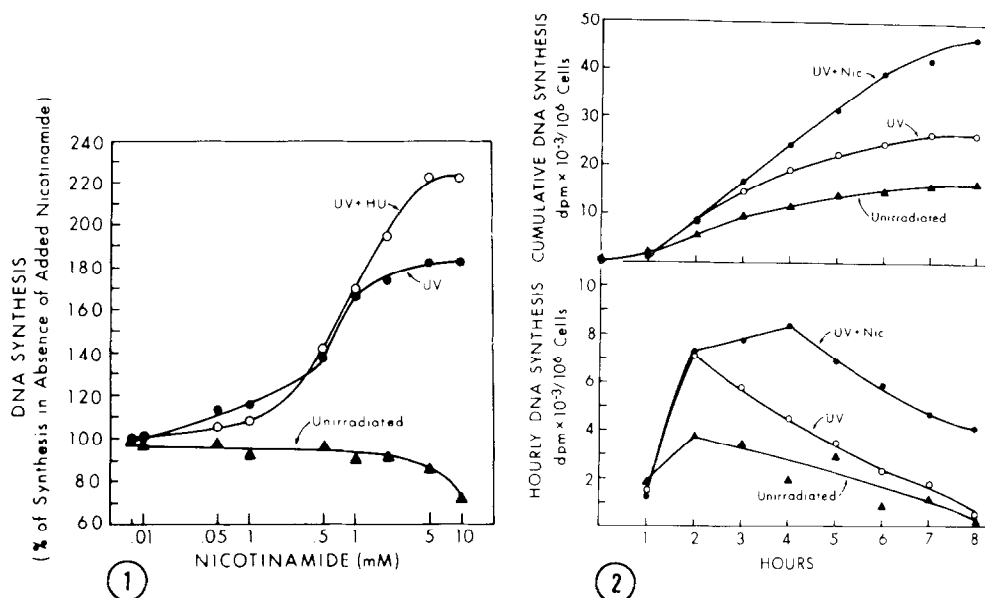 DNA SYNTHESIS
(% of Synthesis in Absence of Added Nicotinamide)
240
220
200
180
160
140
120
100
80
60
UV+HU
UV
Unirradiated
.01 .05 1 .5 1 5 10
NICOTINAMIDE (mM)
1
CUMULATIVE DNA SYNTHESIS
dpm × 10-3/106 Cells
50
40
30
20
10
UV+Nic
UV
Unirradiated
HOURLY DNA SYNTHESIS
dpm × 10-3/106 Cells
8
6
4
2
UV+Nic
UV
Unirradiated
1 2 3 4 5 6 7 8
HOURS
2